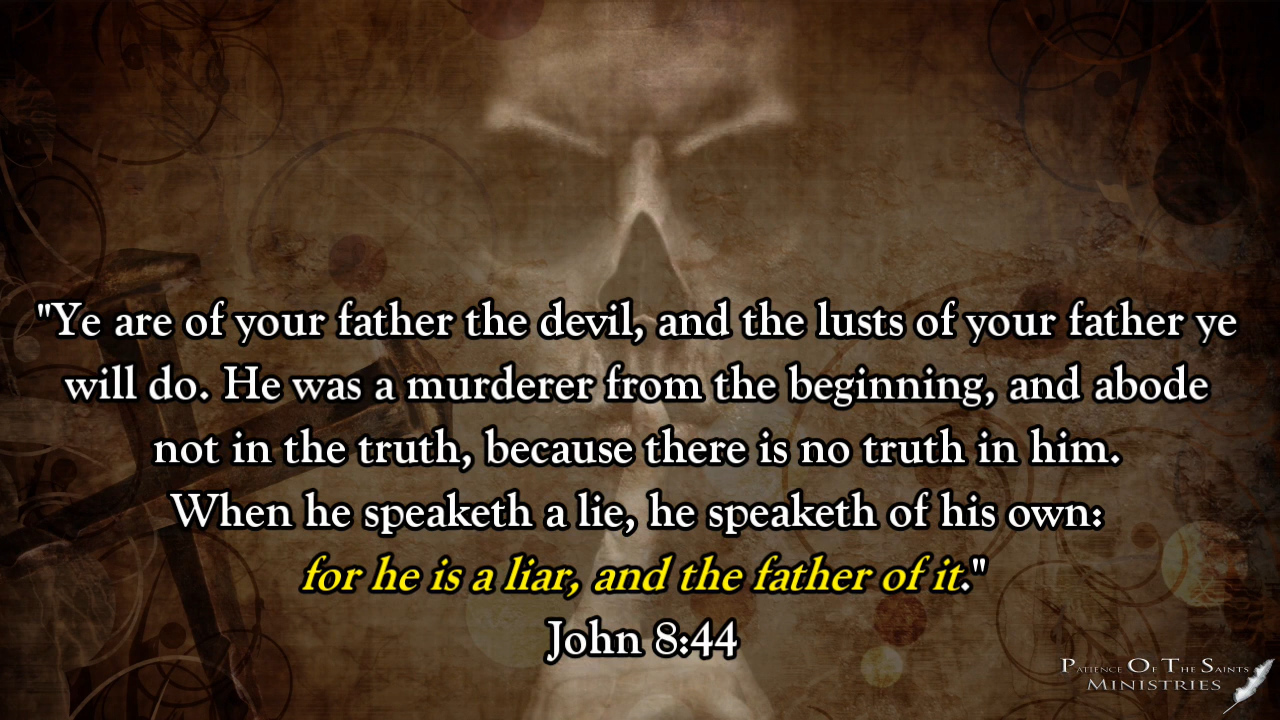 "Ye are of your father the devil, and the lusts of your father ye
will do. He was a murderer from the beginning, and abode
not in the truth, because there is no truth in him.
When he speaketh a lie, he speaketh of his own:
for he is a liar, and the father of it."
John 8:44
Patience Of The Saints
Ministries